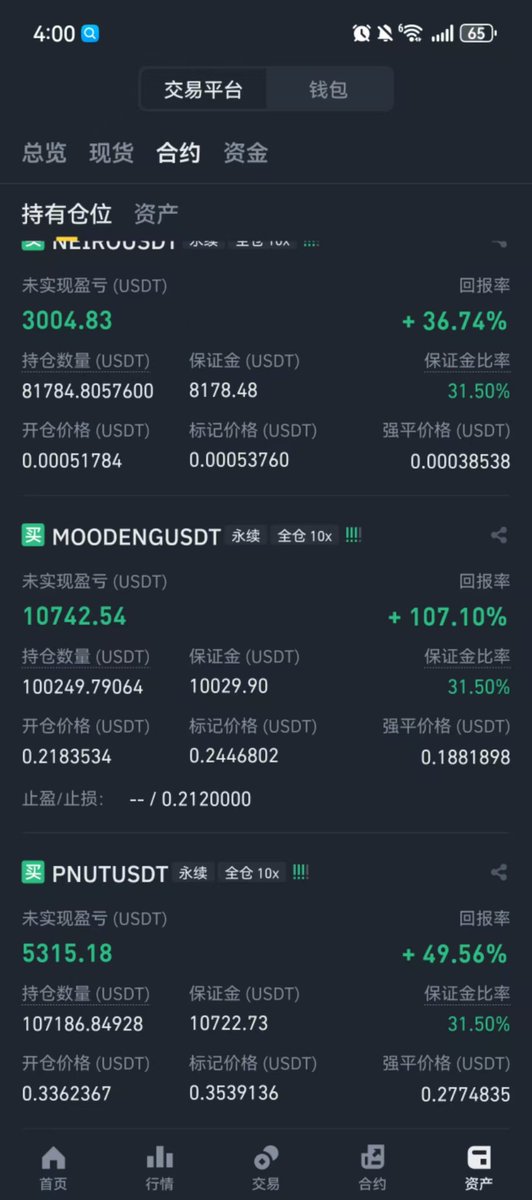 4:00 6 65
交易平台 钱包
总览 现货 合约 资金
持有仓位 资产
买 NEIROUSDT 永续 全仓 10x
未实现盈亏 (USDT) 回报率
3004.83 + 36.74%
持仓数量 (USDT) 保证金 (USDT) 保证金比率
81784.8057600 8178.48 31.50%
开仓价格 (USDT) 标记价格 (USDT) 强平价格 (USDT)
0.00051784 0.00053760 0.00038538
买 MOODENGUSDT 永续 全仓 10x
未实现盈亏 (USDT) 回报率
10742.54 + 107.10%
持仓数量 (USDT) 保证金 (USDT) 保证金比率
100249.79064 10029.90 31.50%
开仓价格 (USDT) 标记价格 (USDT) 强平价格 (USDT)
0.2183534 0.2446802 0.1881898
止盈/止损: -- / 0.2120000
买 PNUTUSDT 永续 全仓 10x
未实现盈亏 (USDT) 回报率
5315.18 + 49.56%
持仓数量 (USDT) 保证金 (USDT) 保证金比率
107186.84928 10722.73 31.50%
开仓价格 (USDT) 标记价格 (USDT) 强平价格 (USDT)
0.3362367 0.3539136 0.2774835
首页 行情 交易 合约 资产